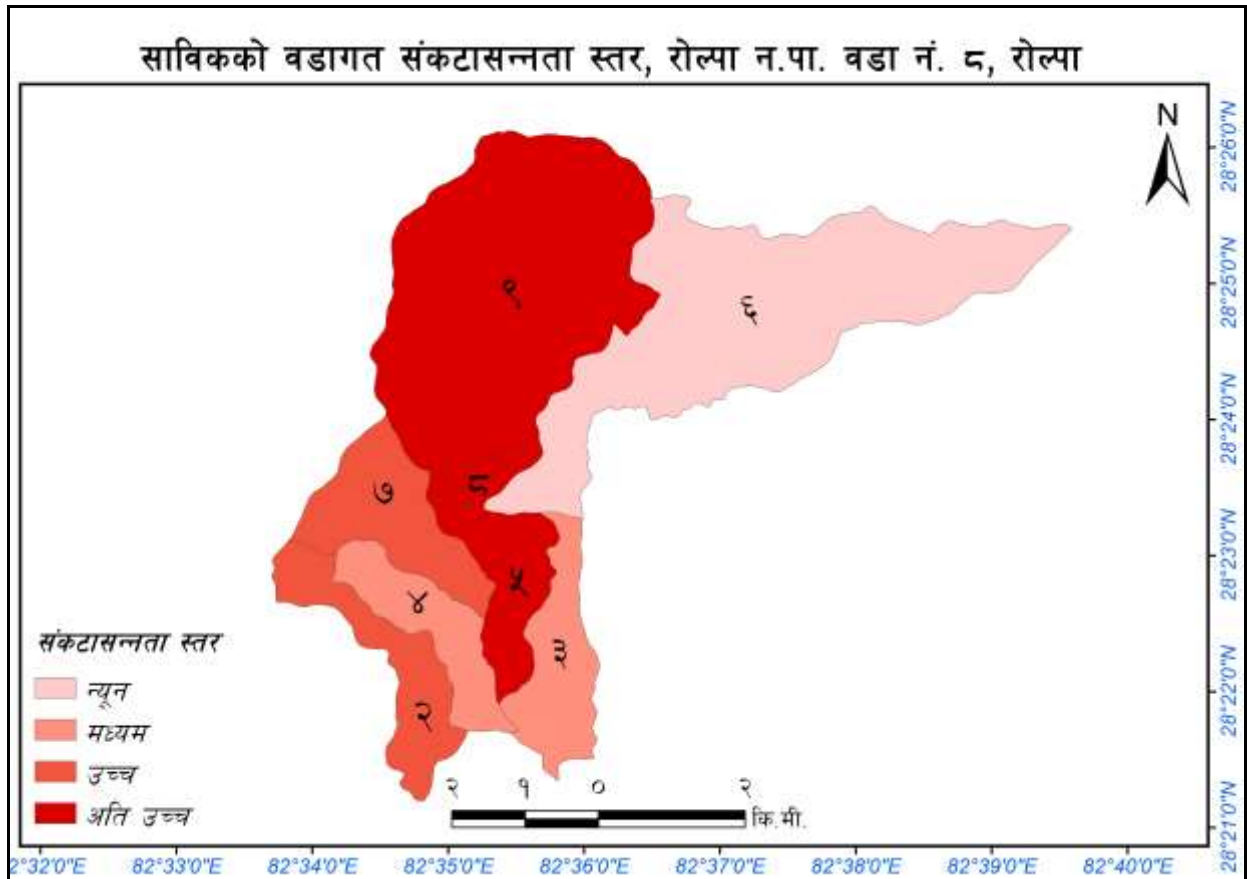 साविकको वडागत संकटासन्नता स्तर, रोल्पा न.पा. वडा नं. ८, रोल्पा
N
१
६
७
५
४
३
२
संकटासन्नता स्तर
न्यून
मध्यम
उच्च
अति उच्च
२ १ ० २
कि.मी.
28°26'0"N
28°25'0"N
28°24'0"N
28°23'0"N
28°22'0"N
28°21'0"N
2°32'0"E 82°33'0"E 82°34'0"E 82°35'0"E 82°36'0"E 82°37'0"E 82°38'0"E 82°39'0"E 82°40'0"E